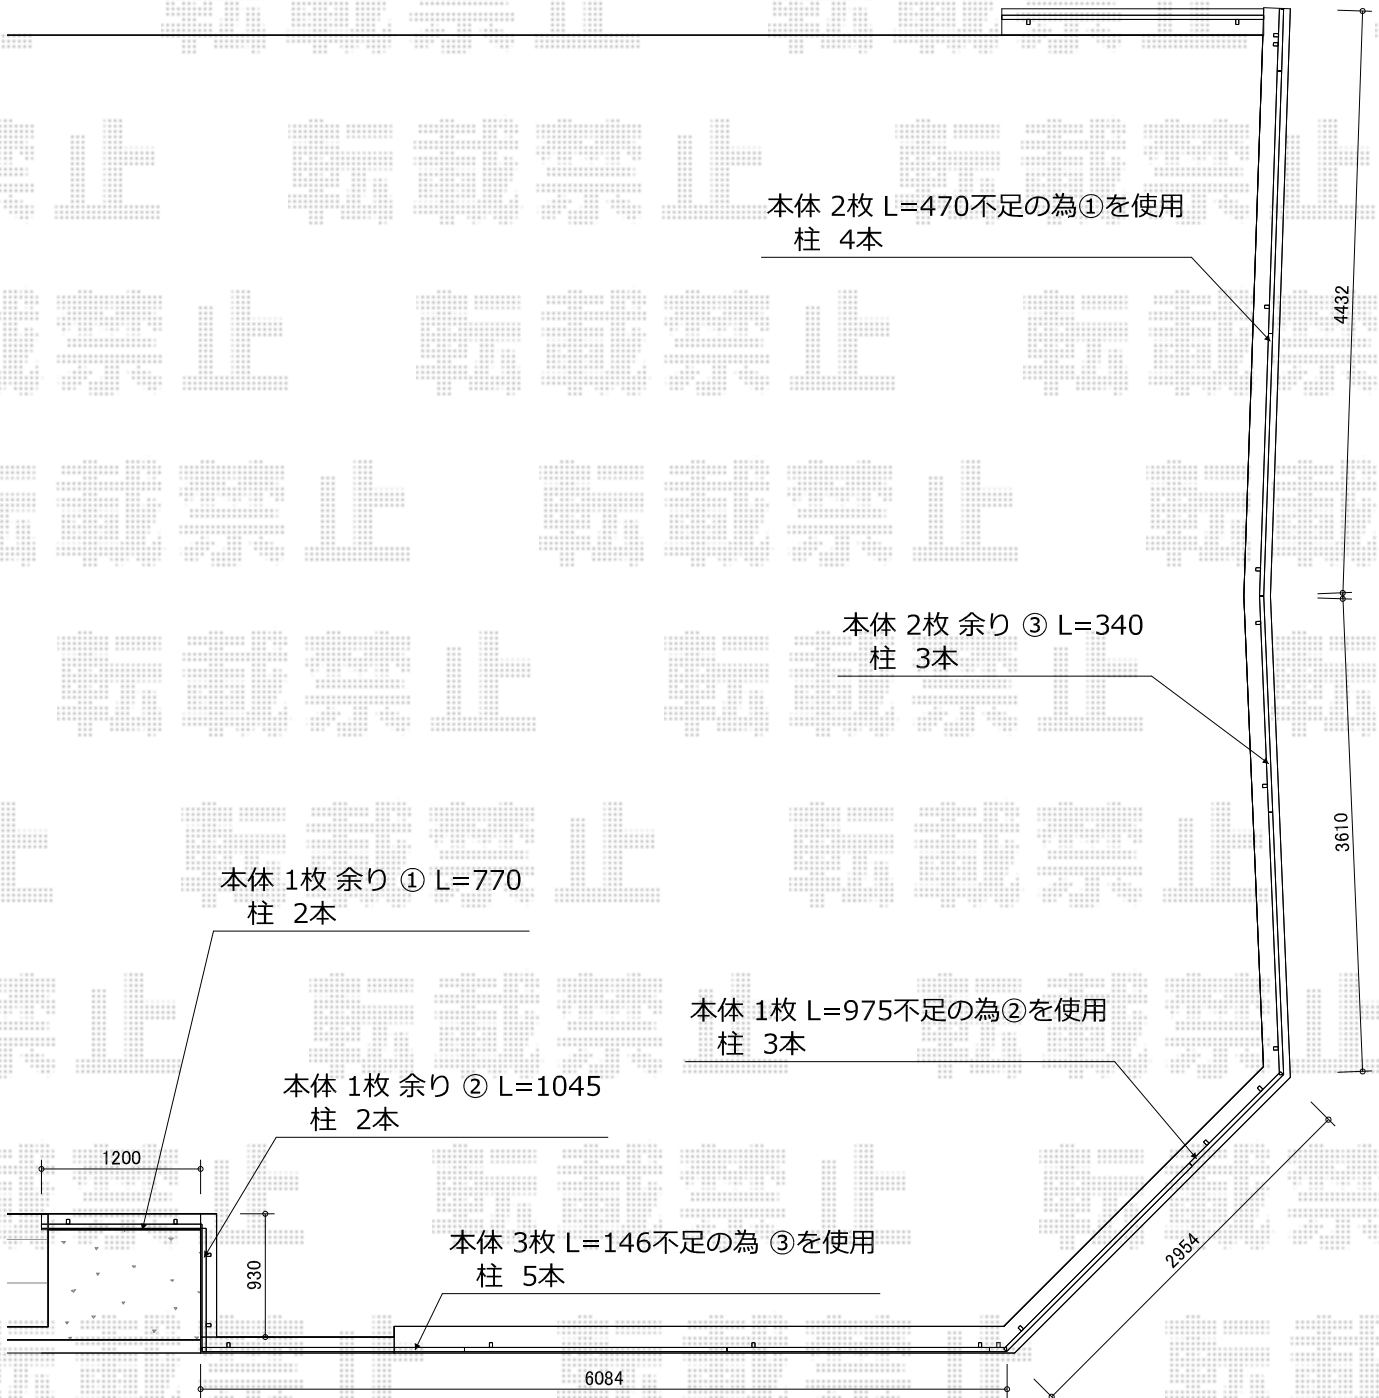 転載禁止
本体 2枚 L=470不足の為①を使用
柱 4本
4432
本体 2枚 余り ③ L=340
柱 3本
3610
本体 1枚 余り ① L=770
柱 2本
本体 1枚 L=975不足の為②を使用
柱 3本
本体 1枚 余り ② L=1045
柱 2本
1200
930
本体 3枚 L=146不足の為 ③を使用
柱 5本
2954
6084